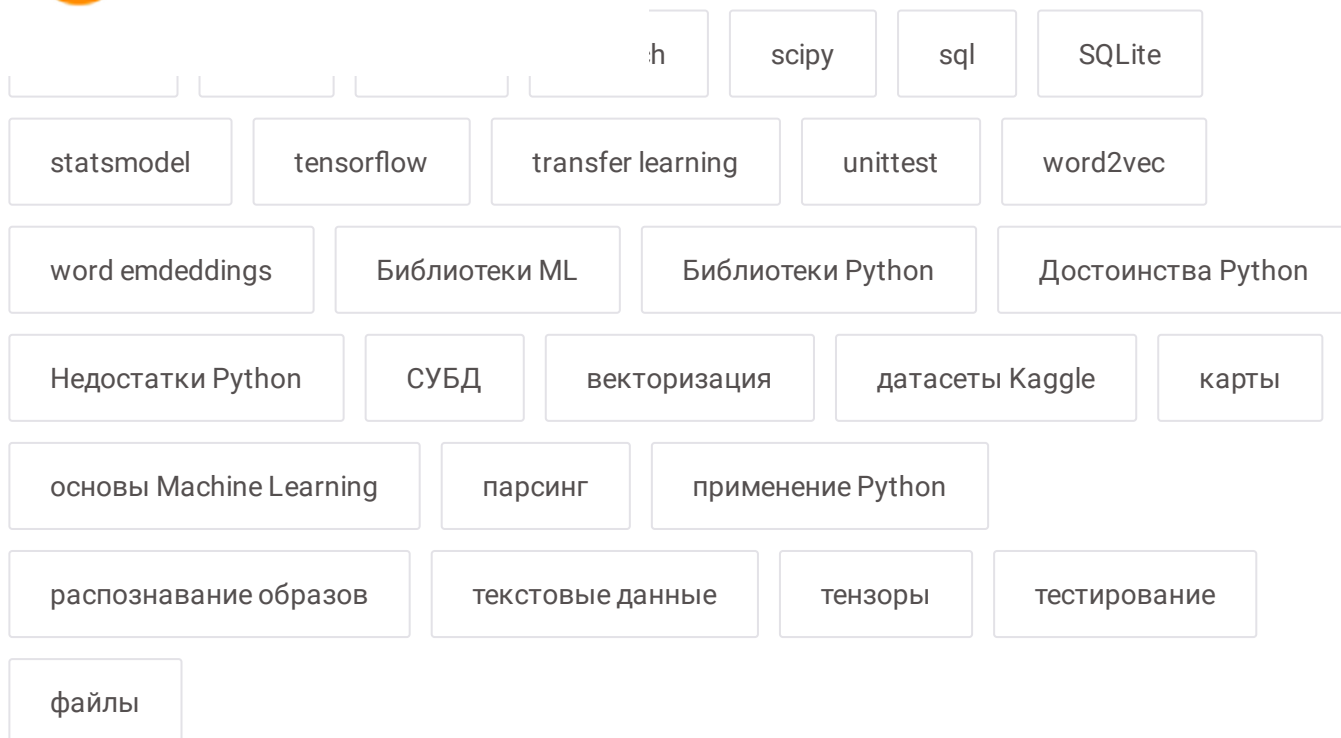 scipy sql SQLite
statsmodel tensorflow transfer learning unittest word2vec
word emdeddings Библиотеки ML Библиотеки Python Достоинства Python
Недостатки Python СУБД векторизация датасеты Kaggle карты
основы Machine Learning парсинг применение Python
распознавание образов текстовые данные тензоры тестирование
файлы